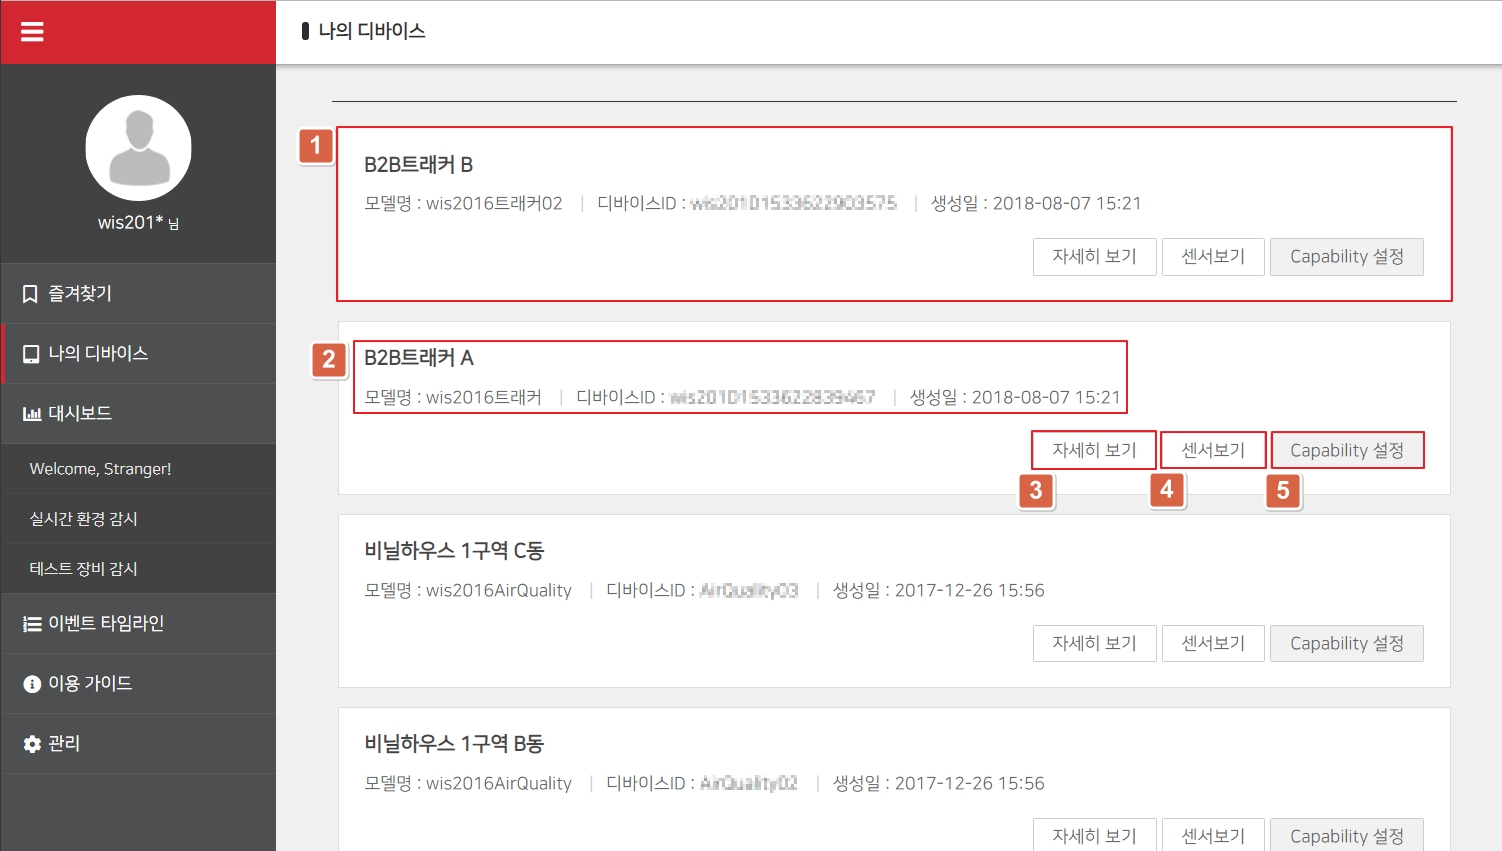 나의 디바이스
wis201* 님
즐겨찾기
나의 디바이스
대시보드
Welcome, Stranger!
실시간 환경 감시
테스트 장비 감시
이벤트 타임라인
이용 가이드
관리
1
B2B트래커 B
모델명 : wis2016트래커02 | 디바이스ID : | 생성일 : 2018-08-07 15:21
자세히 보기 센서보기 Capability 설정
2
B2B트래커 A
모델명 : wis2016트래커 | 디바이스ID : | 생성일 : 2018-08-07 15:21
자세히 보기 센서보기 Capability 설정
3 4 5
비닐하우스 1구역 C동
모델명 : wis2016AirQuality | 디바이스ID : | 생성일 : 2017-12-26 15:56
자세히 보기 센서보기 Capability 설정
비닐하우스 1구역 B동
모델명 : wis2016AirQuality | 디바이스ID : | 생성일 : 2017-12-26 15:56
자세히 보기 센서보기 Capability 설정